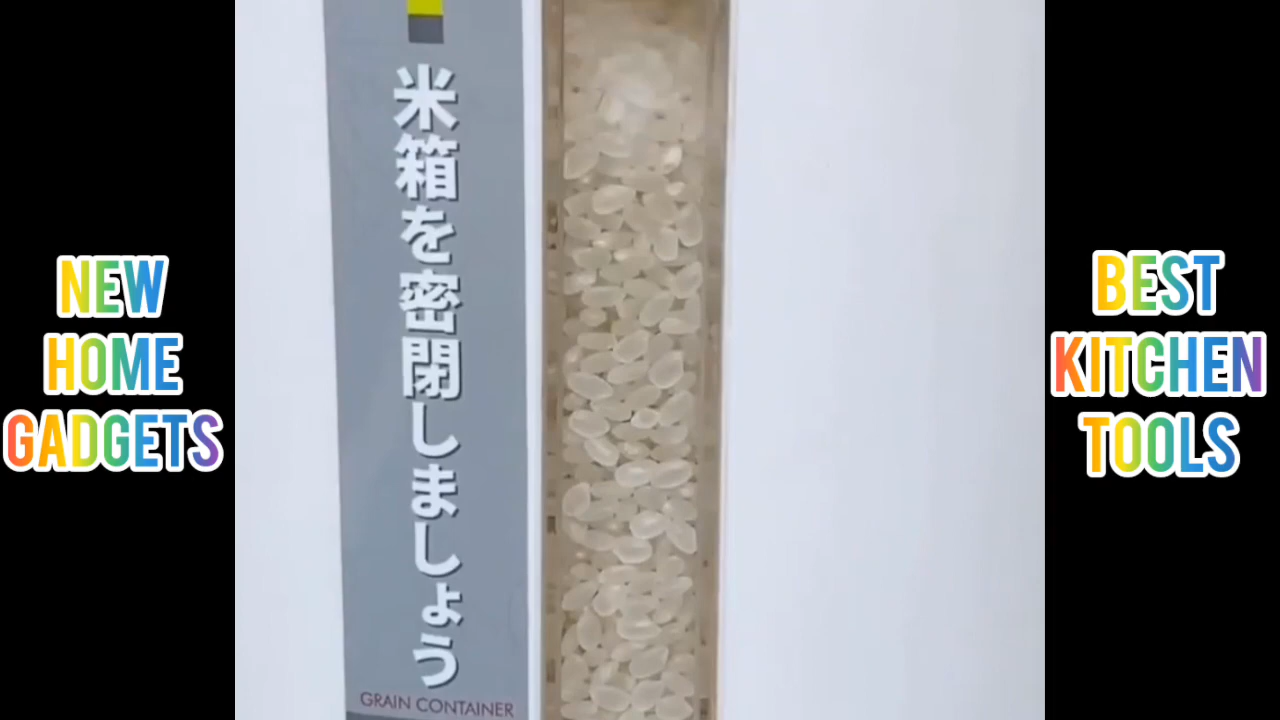 NEW
HOME
GADGETS
米箱を密閉しましょう
GRAIN CONTAINER
BEST
KITCHEN
TOOLS